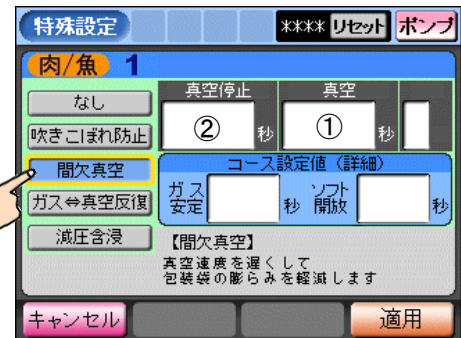 特殊設定 **** リセット ポンプ
肉/魚 1
なし
吹きこぼれ防止
間欠真空
ガス⇔真空反復
減圧含浸
真空停止 真空
② 秒 ① 秒
コース設定値（詳細）
ガス安定 秒 ソフト開放 秒
【間欠真空】
真空速度を遅くして
包装袋の膨らみを軽減します
キャンセル 適用